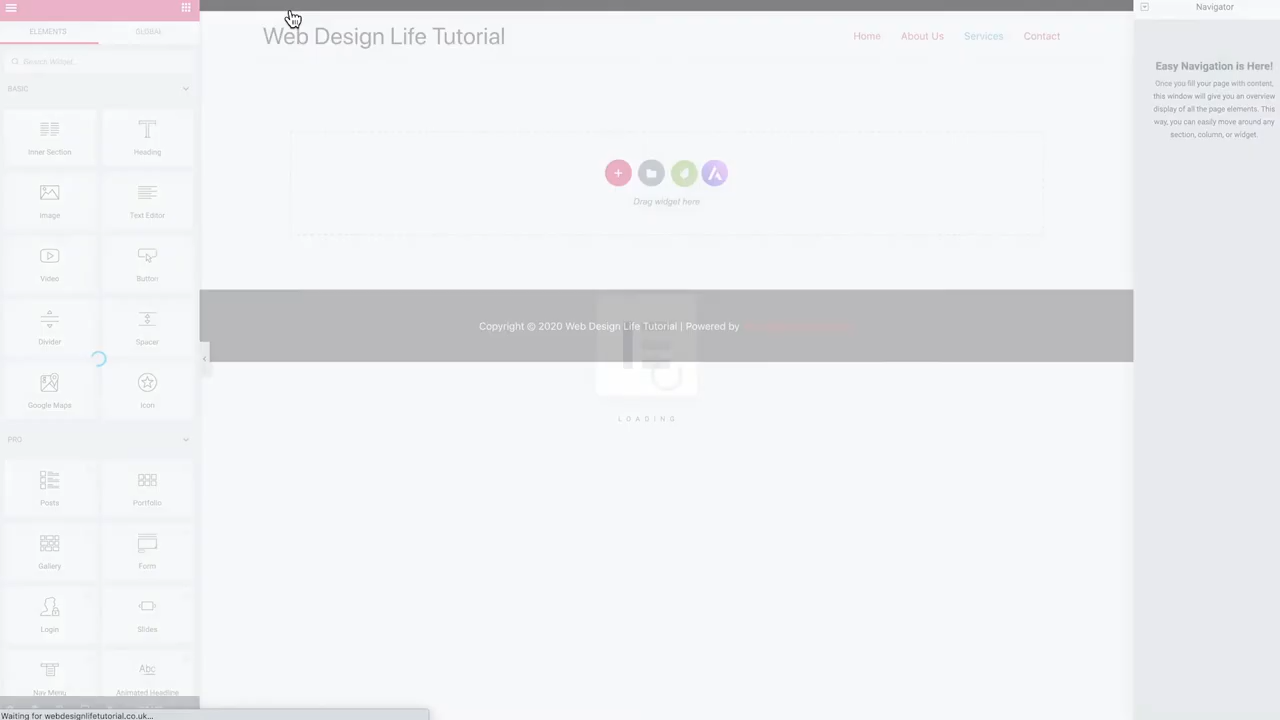 Navigator
ELEMENTS
GLOBAL
Web Design Life Tutorial
Home
About Us
Services
Contact
Search Widget...
Easy Navigation is Here!
Once you fill your page with content,
this window will give you an overview
display of all the page elements. This
way, you can easily move around any
section, column, or widget.
BASIC
Inner Section
Heading
Image
Text Editor
Drag widget here
Video
Button
Divider
Spacer
Copyright © 2020 Web Design Life Tutorial | Powered by
Google Maps
Icon
LOADING
PRO
Posts
Portfolio
Gallery
Form
Login
Slides
Abc
Nav Menu
Animated Headline
Waiting for webdesignlifetutorial.co.uk...